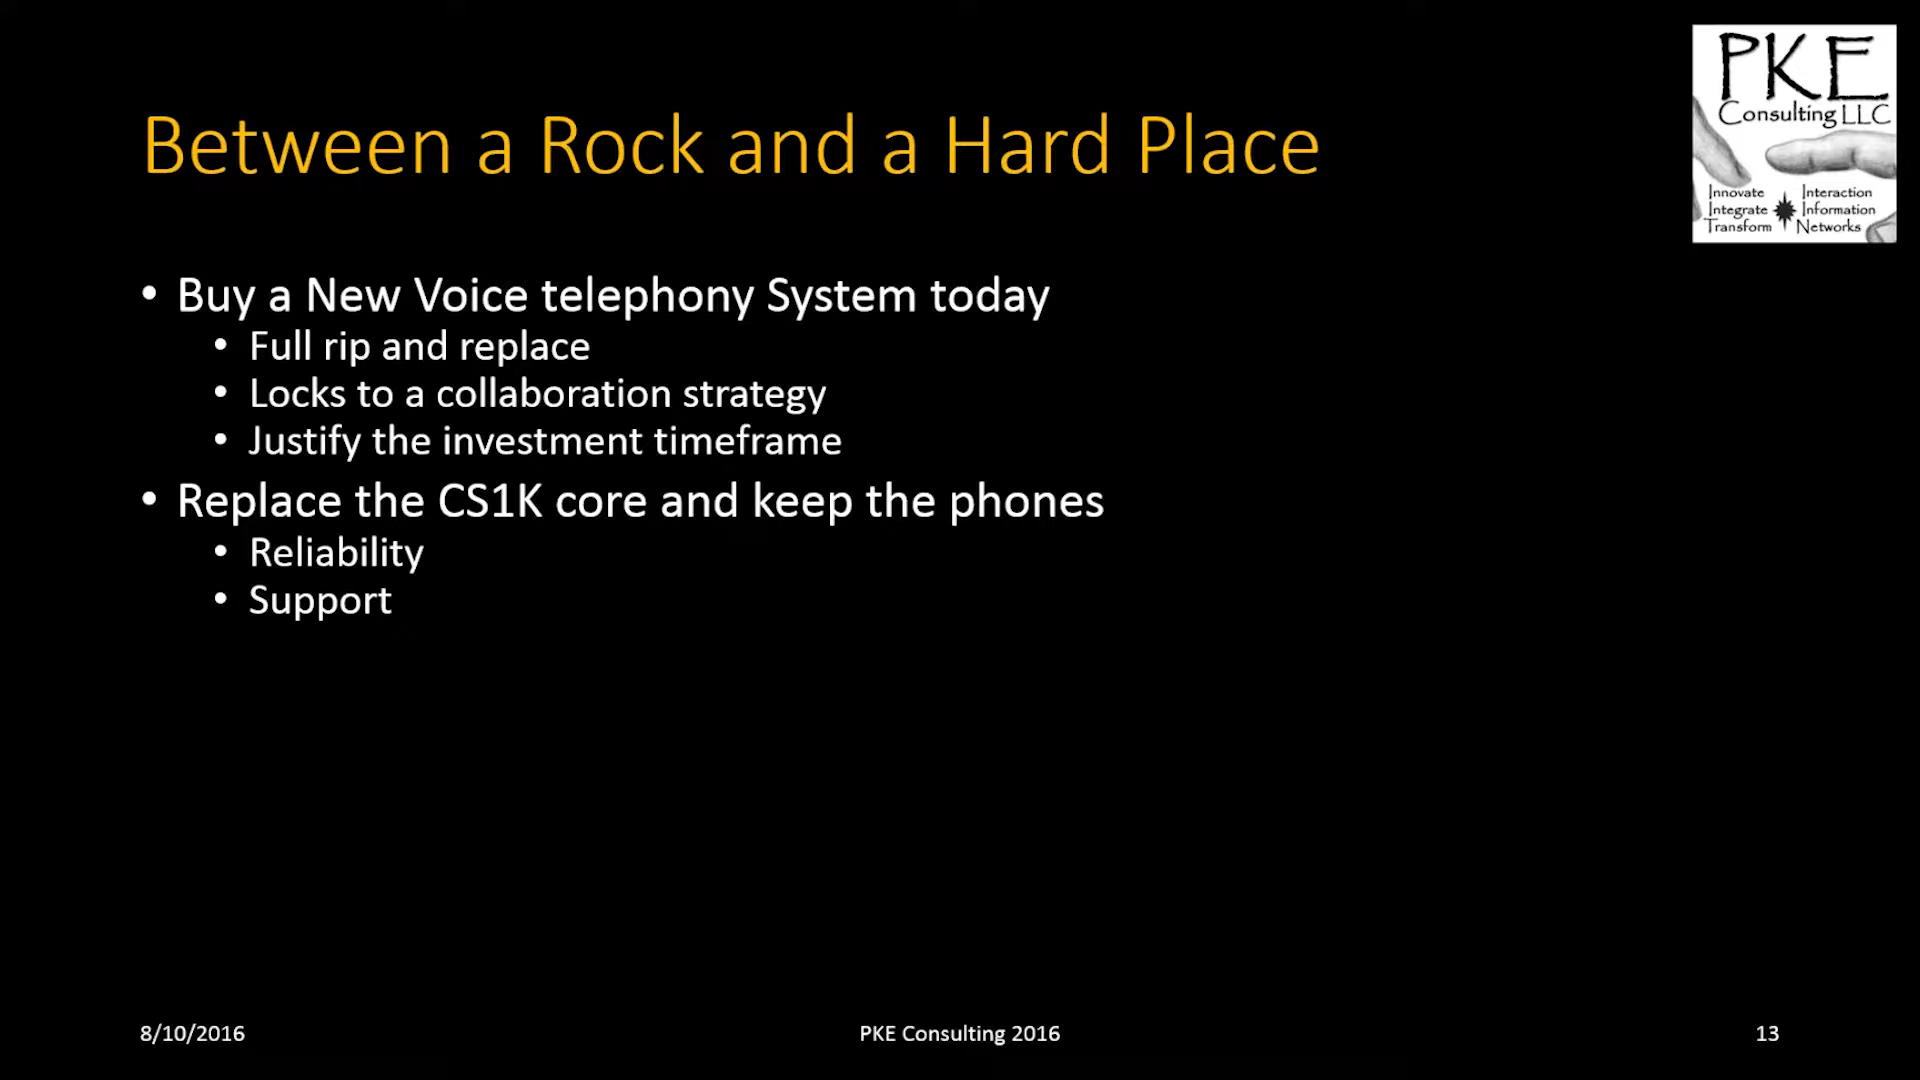 PKE
Consulting LLC
Innovate Interaction
Integrate Information
Transform Networks
Between a Rock and a Hard Place
• Buy a New Voice telephony System today
• Full rip and replace
• Locks to a collaboration strategy
• Justify the investment timeframe
• Replace the CS1K core and keep the phones
• Reliability
• Support
8/10/2016
PKE Consulting 2016
13